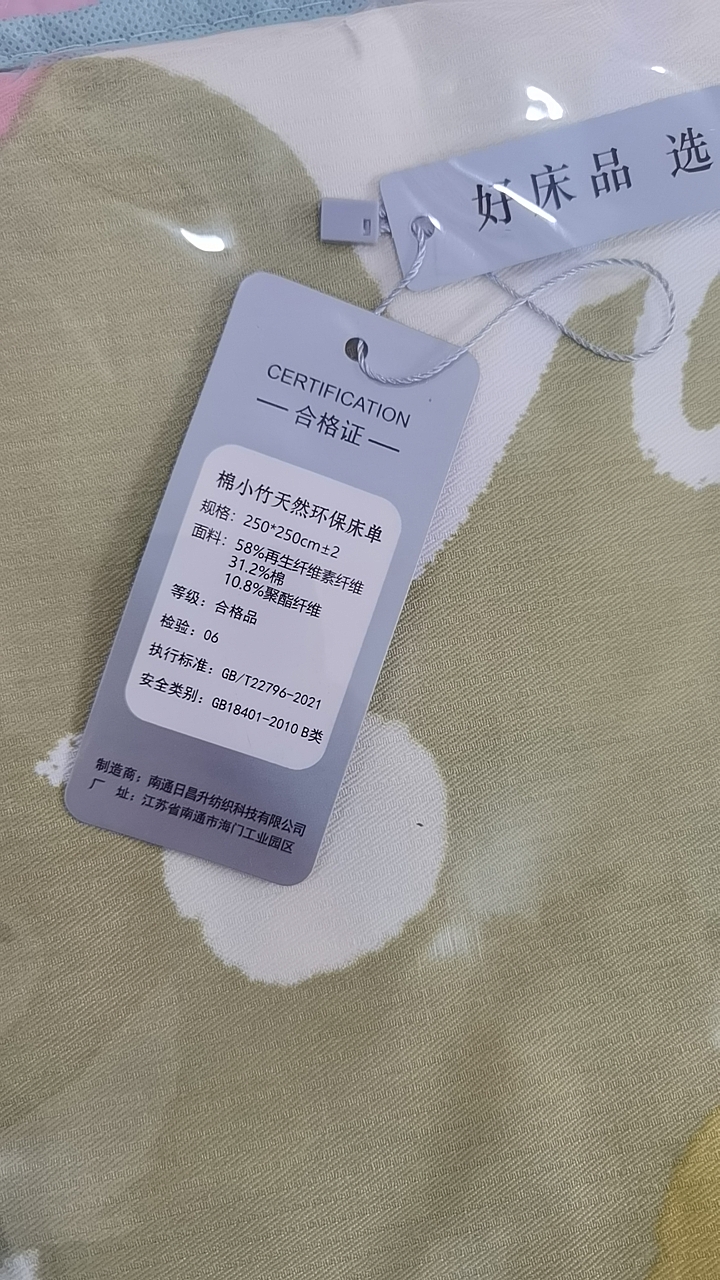 好床品 选
CERTIFICATION
合格证
棉小竹天然环保床单
规格：250*250cm±2
面料：58%再生纤维素纤维
31.2%棉
10.8%聚酯纤维
等级：合格品
检验：06
执行标准：GB/T22796-2021
安全类别：GB18401-2010 B类
制造商：南通日昌升纺织科技有限公司
厂 址：江苏省南通市海门工业园区